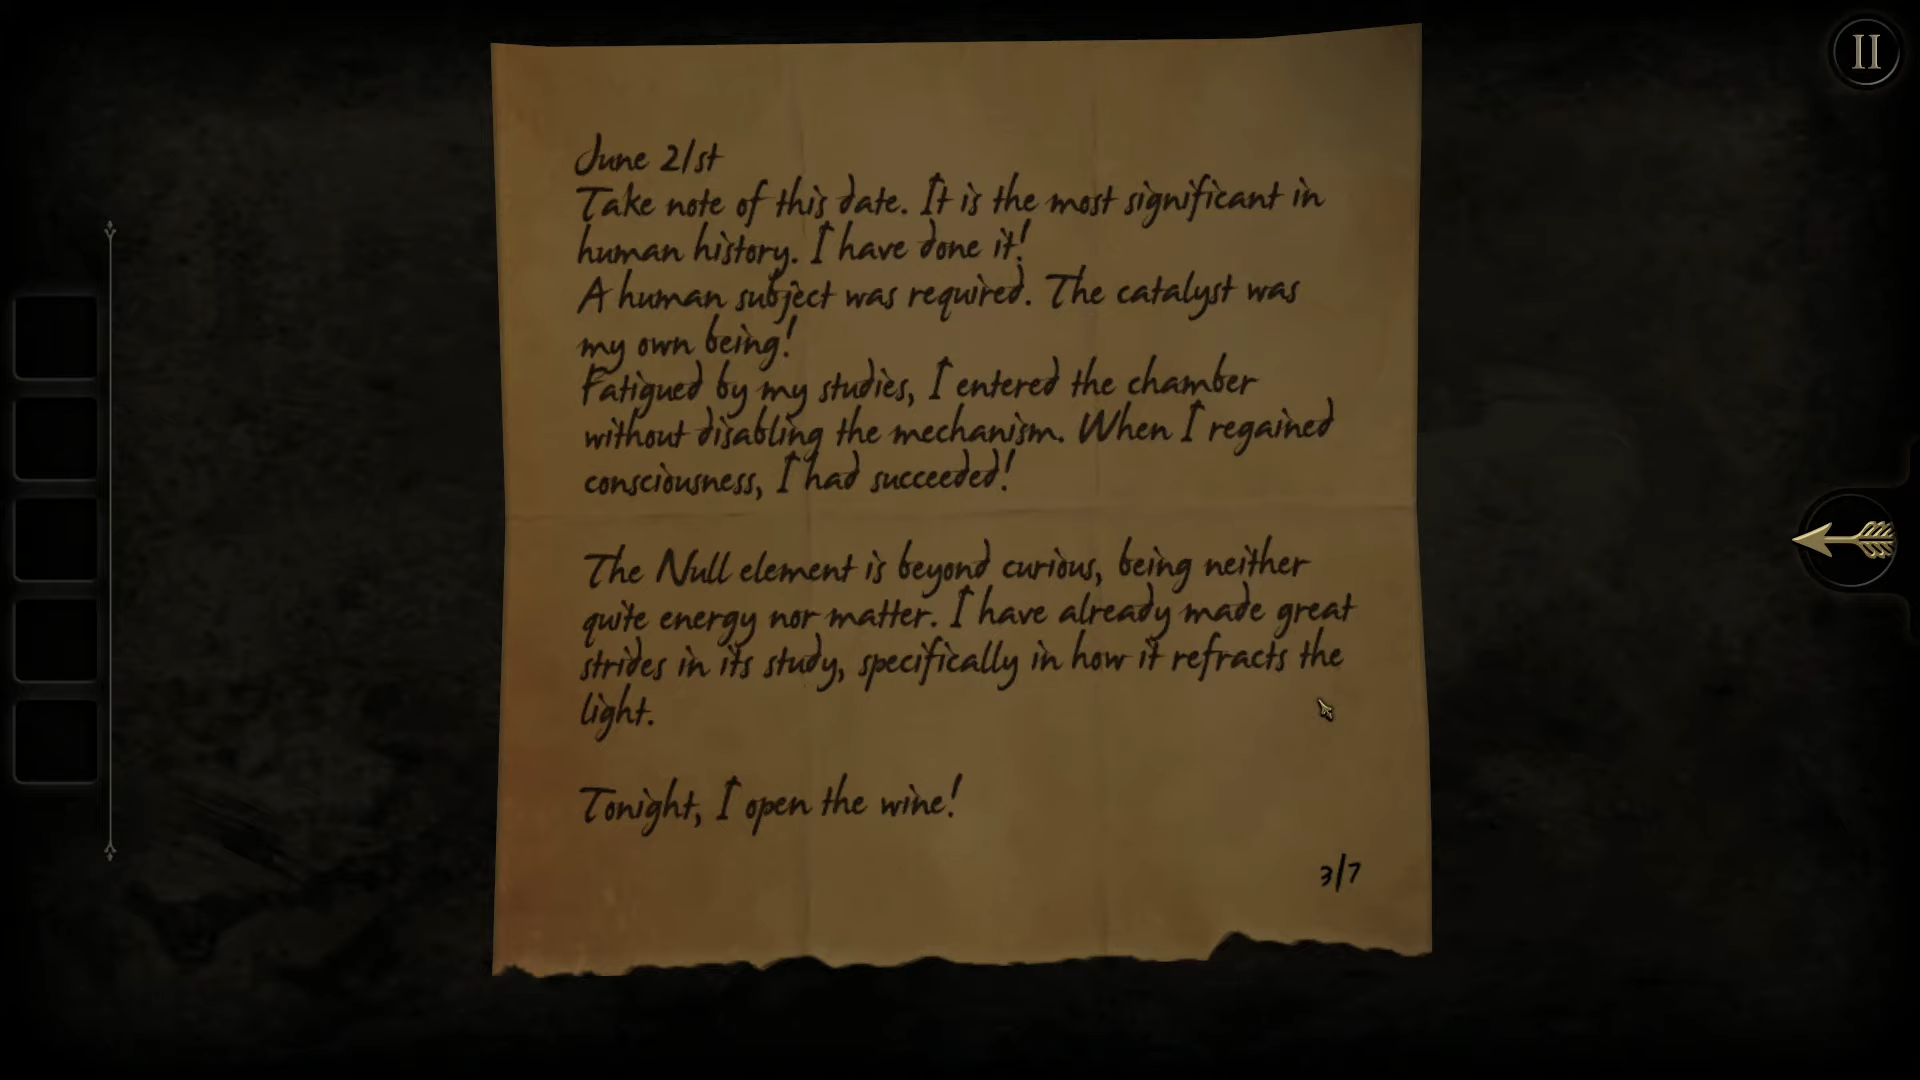 June 21st
Take note of this date. It is the most significant in
human history. I have done it!
A human subject was required. The catalyst was
my own being!
Fatigued by my studies, I entered the chamber
without disabling the mechanism. When I regained
consciousness, I had succeeded!
The Null element is beyond curious, being neither
quite energy nor matter. I have already made great
strides in its study, specifically in how it refracts the
light.
Tonight, I open the wine!
3/7